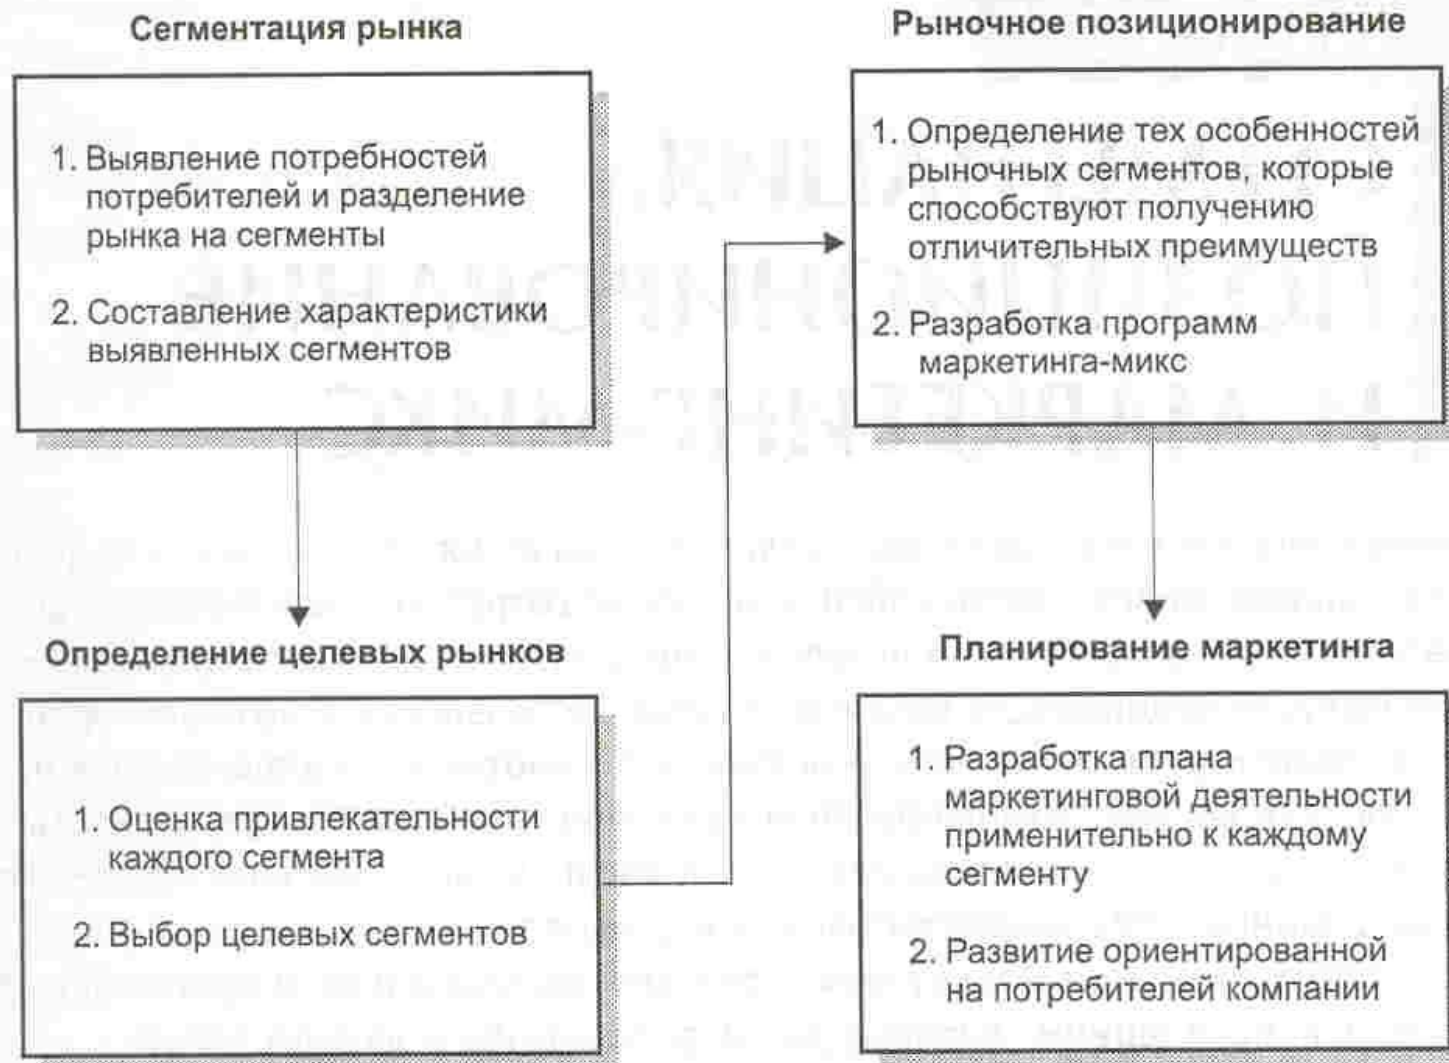 Сегментация рынка
1. Выявление потребностей
потребителей и разделение
рынка на сегменты
2. Составление характеристики
выявленных сегментов
Определение целевых рынков
1. Оценка привлекательности
каждого сегмента
2. Выбор целевых сегментов
Рыночное позиционирование
1. Определение тех особенностей
рыночных сегментов, которые
способствуют получению
отличительных преимуществ
2. Разработка программ
маркетинга-микс
Планирование маркетинга
1. Разработка плана
маркетинговой деятельности
применительно к каждому
сегменту
2. Развитие ориентированной
на потребителей компании